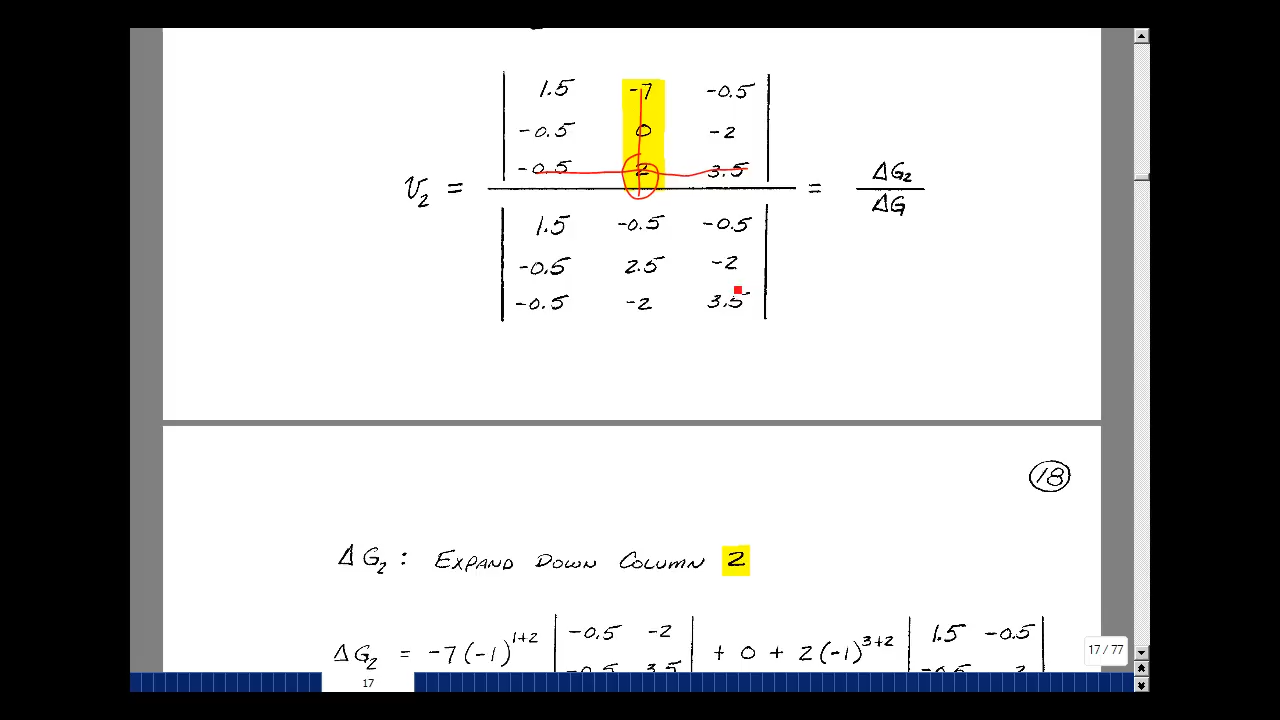 1.5 -7 -0.5
-0.5 0 -2
-0.5 2 3.5
V₂ = = ΔG₂ / ΔG
1.5 -0.5 -0.5
-0.5 2.5 -2
-0.5 -2 3.5
18
ΔG₂ : EXPAND DOWN COLUMN 2
ΔG₂ = -7(-1)¹⁺² | -0.5 -2 | + 0 + 2(-1)³⁺² | 1.5 -0.5 |
17 / 77
17